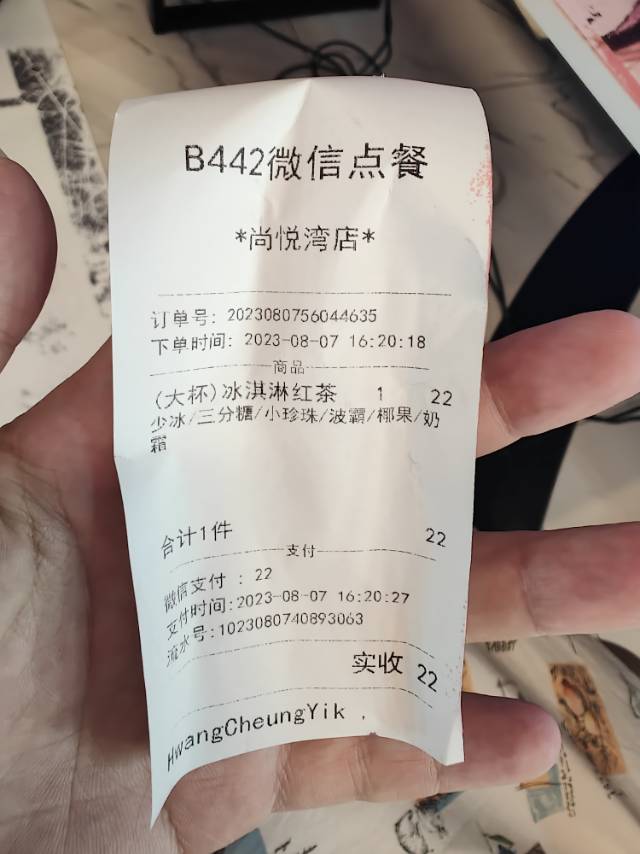 B442微信点餐
*尚悦湾店*
订单号: 2023080756044635
下单时间: 2023-08-07 16:20:18
商品
(大杯)冰淇淋红茶 1 22
少冰/三分糖/小珍珠/波霸/椰果/奶
霜
合计1件 22
支付
微信支付 : 22
支付时间:2023-08-07 16:20:27
流水号:1023080740893063
实收 22
HwangCheungYik